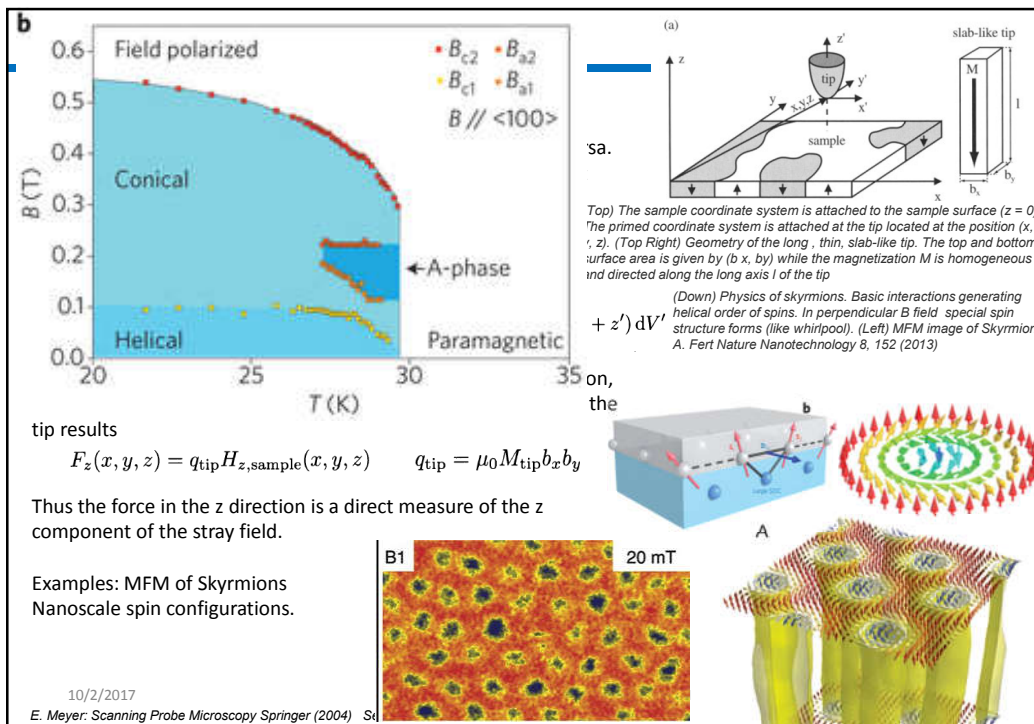 b
Field polarized
Bc2 Ba2
Bc1 Ba1
B // <100>
Conical
A-phase
Helical
Paramagnetic
B (T)
0.6
0.5
0.4
0.3
0.2
0.1
0.0
20 25 30 35
T (K)
(a)
z'
slab-like tip
z
tip
M
y'
y
x,y,z
x'
l
sample
x
bx
by
rsa.
Top) The sample coordinate system is attached to the sample surface (z = 0
The primed coordinate system is attached at the tip located at the position (x,
y, z). (Top Right) Geometry of the long , thin, slab-like tip. The top and bottom
surface area is given by (b x, by) while the magnetization M is homogeneous
and directed along the long axis l of the tip
+ z') dV'
(Down) Physics of skyrmions. Basic interactions generating
helical order of spins. In perpendicular B field special spin
structure forms (like whirlpool). (Left) MFM image of Skyrmion
A. Fert Nature Nanotechnology 8, 152 (2013)
on,
the
tip results
Fz(x, y, z) = qtipHz,sample(x, y, z) qtip = μ0Mtipbxby
Thus the force in the z direction is a direct measure of the z
component of the stray field.
Examples: MFM of Skyrmions
Nanoscale spin configurations.
b
A
B1
20 mT
10/2/2017
E. Meyer: Scanning Probe Microscopy Springer (2004)